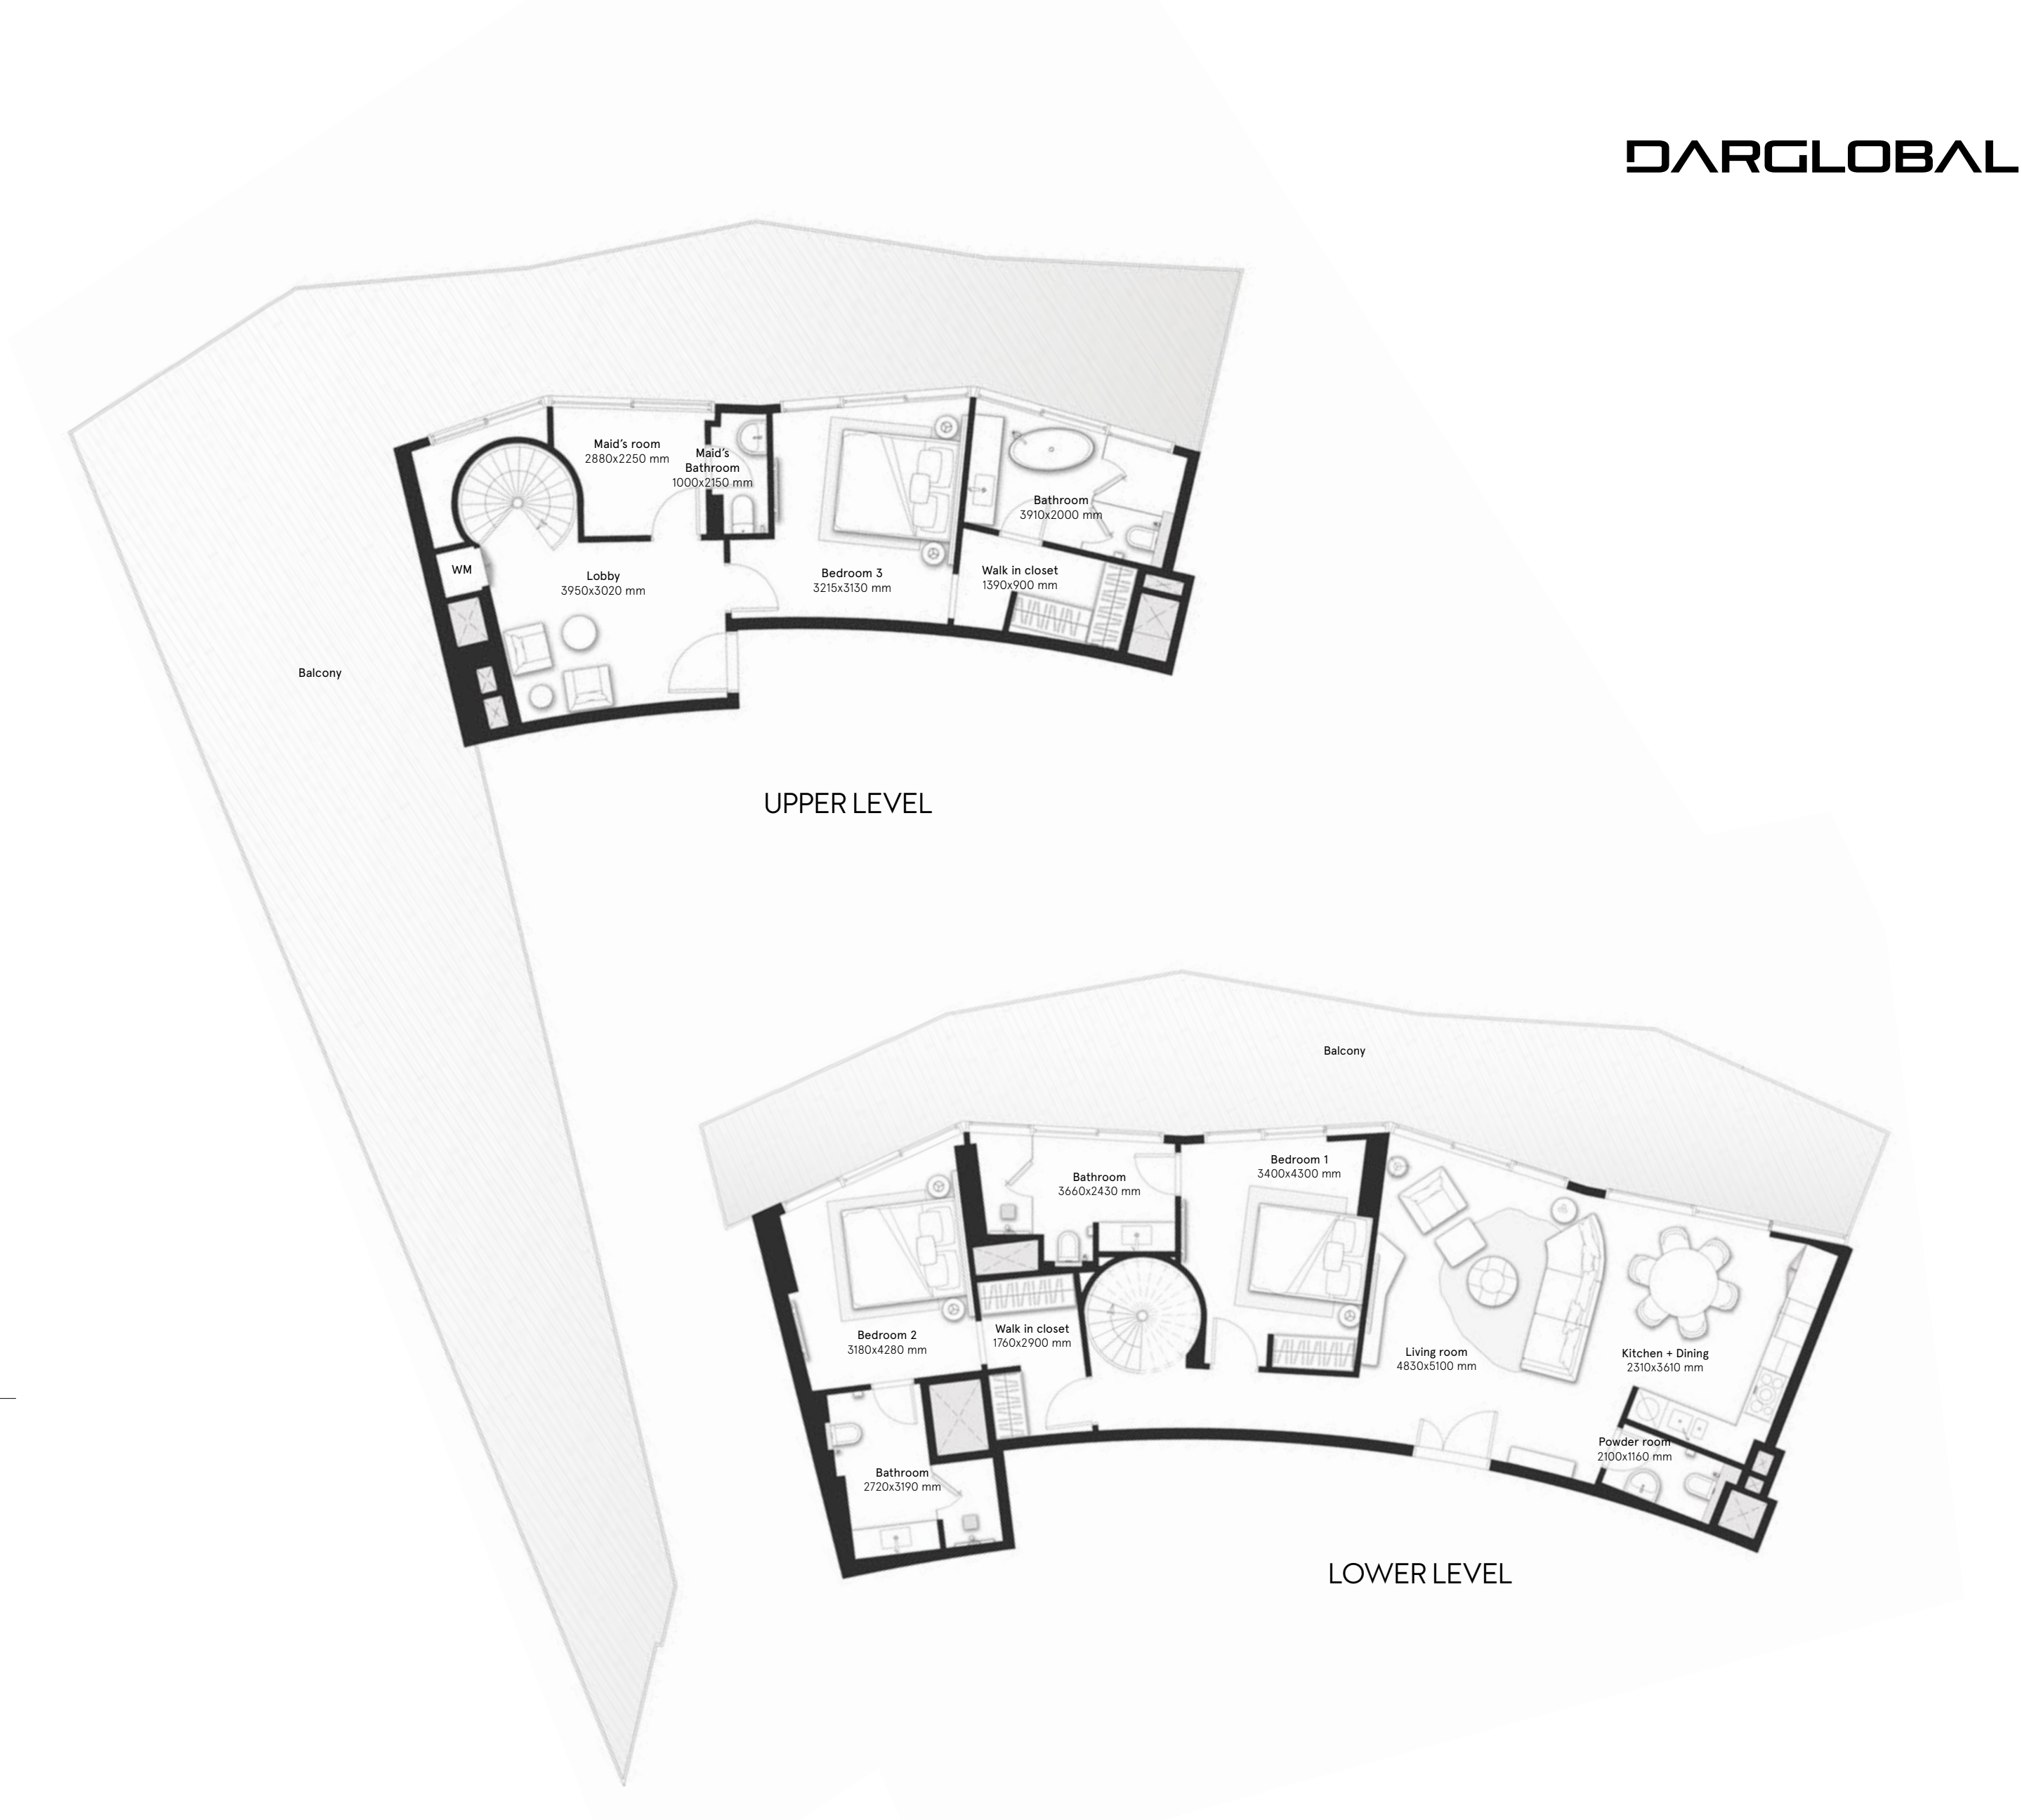 DARGLOBAL
Maid's room
2880x2250 mm
Maid's
Bathroom
1000x2150 mm
Bathroom
3910x2000 mm
WM
Lobby
3950x3020 mm
Bedroom 3
3215x3130 mm
Walk in closet
1390x900 mm
Balcony
UPPER LEVEL
Balcony
Bathroom
3660x2430 mm
Bedroom 1
3400x4300 mm
Bedroom 2
3180x4280 mm
Walk in closet
1760x2900 mm
Living room
4830x5100 mm
Kitchen + Dining
2310x3610 mm
Powder room
2100x1160 mm
Bathroom
2720x3190 mm
LOWER LEVEL